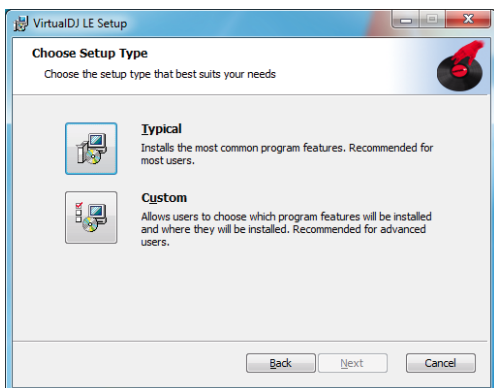 VirtualDJ LE Setup
Choose Setup Type
Choose the setup type that best suits your needs
Typical
Installs the most common program features. Recommended for
most users.
Custom
Allows users to choose which program features will be installed
and where they will be installed. Recommended for advanced
users.
Back Next Cancel